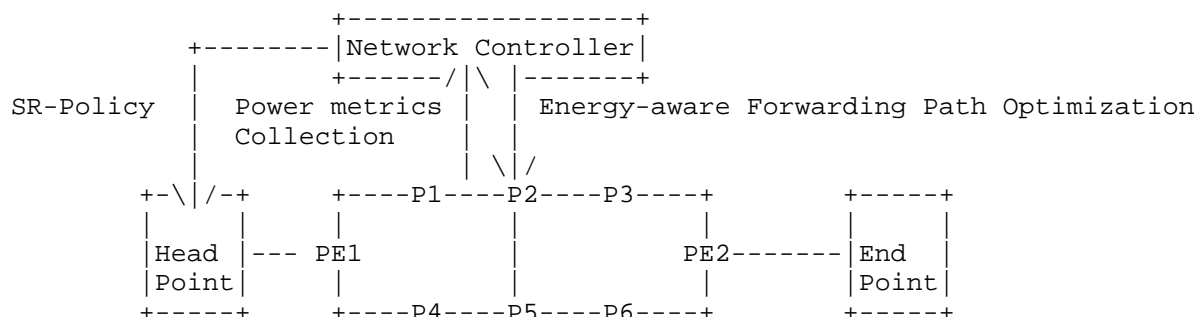 Network Controller
SR-Policy Power metrics Energy-aware Forwarding Path Optimization
Collection
P1 P2 P3
Head PE1 PE2 End
Point Point
P4 P5 P6